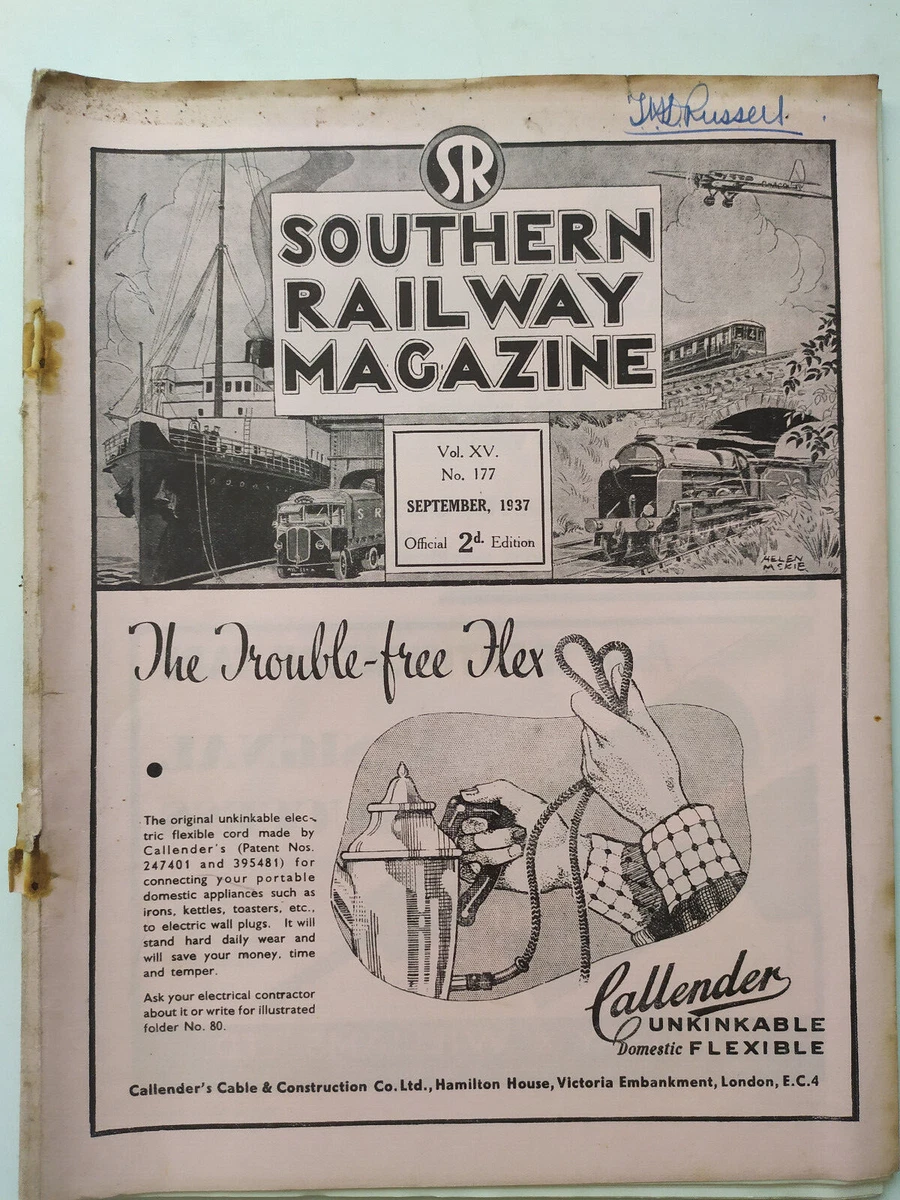 Russell.
SR
SOUTHERN
RAILWAY
MAGAZINE
Vol. XV.
No. 177
SEPTEMBER, 1937
Official 2d. Edition
S R
HELEN
McKIE
The Trouble-free Flex
The original unkinkable elec-
tric flexible cord made by
Callender's (Patent Nos.
247401 and 395481) for
connecting your portable
domestic appliances such as
irons, kettles, toasters, etc.,
to electric wall plugs. It will
stand hard daily wear and
will save your money, time
and temper.
Ask your electrical contractor
about it or write for illustrated
folder No. 80.
Callender
UNKINKABLE
Domestic FLEXIBLE
Callender's Cable & Construction Co. Ltd., Hamilton House, Victoria Embankment, London, E.C.4